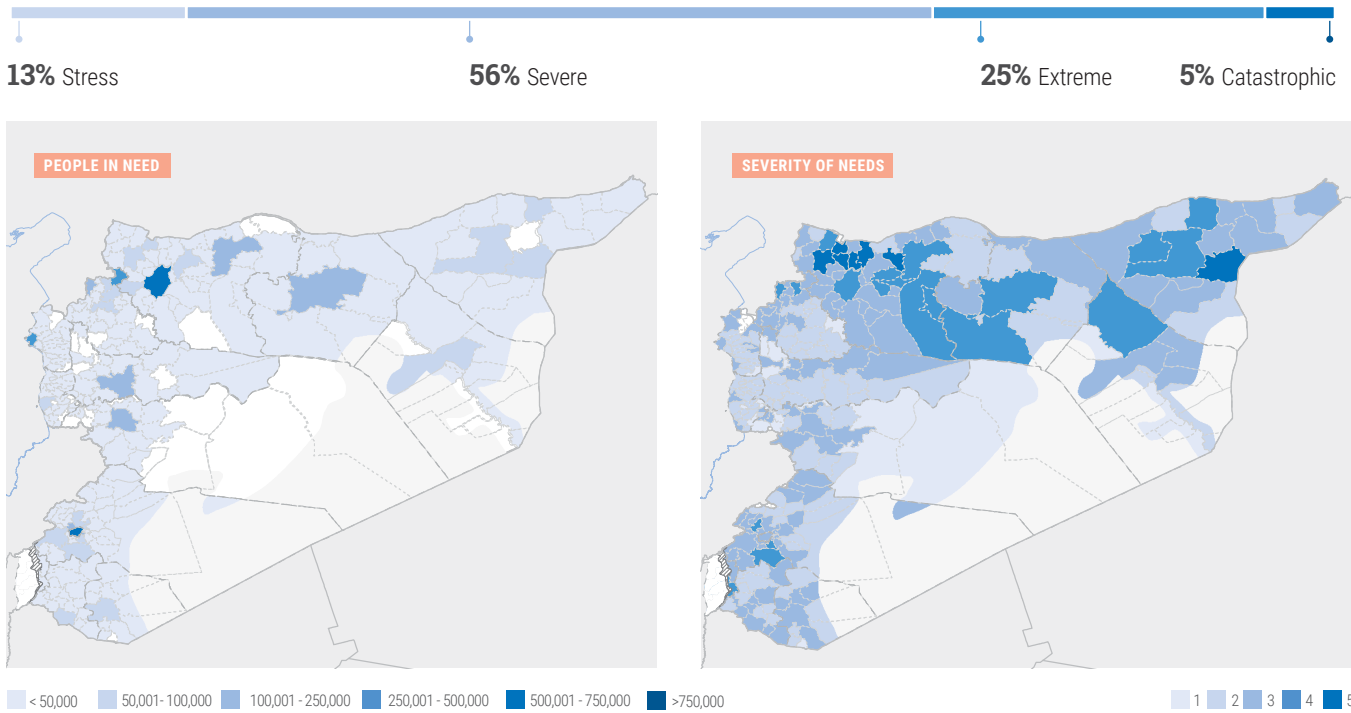 13% Stress
56% Severe
25% Extreme
5% Catastrophic
PEOPLE IN NEED
SEVERITY OF NEEDS
< 50,000
50,001- 100,000
100,001 - 250,000
250,001 - 500,000
500,001 - 750,000
>750,000
1
2
3
4
5